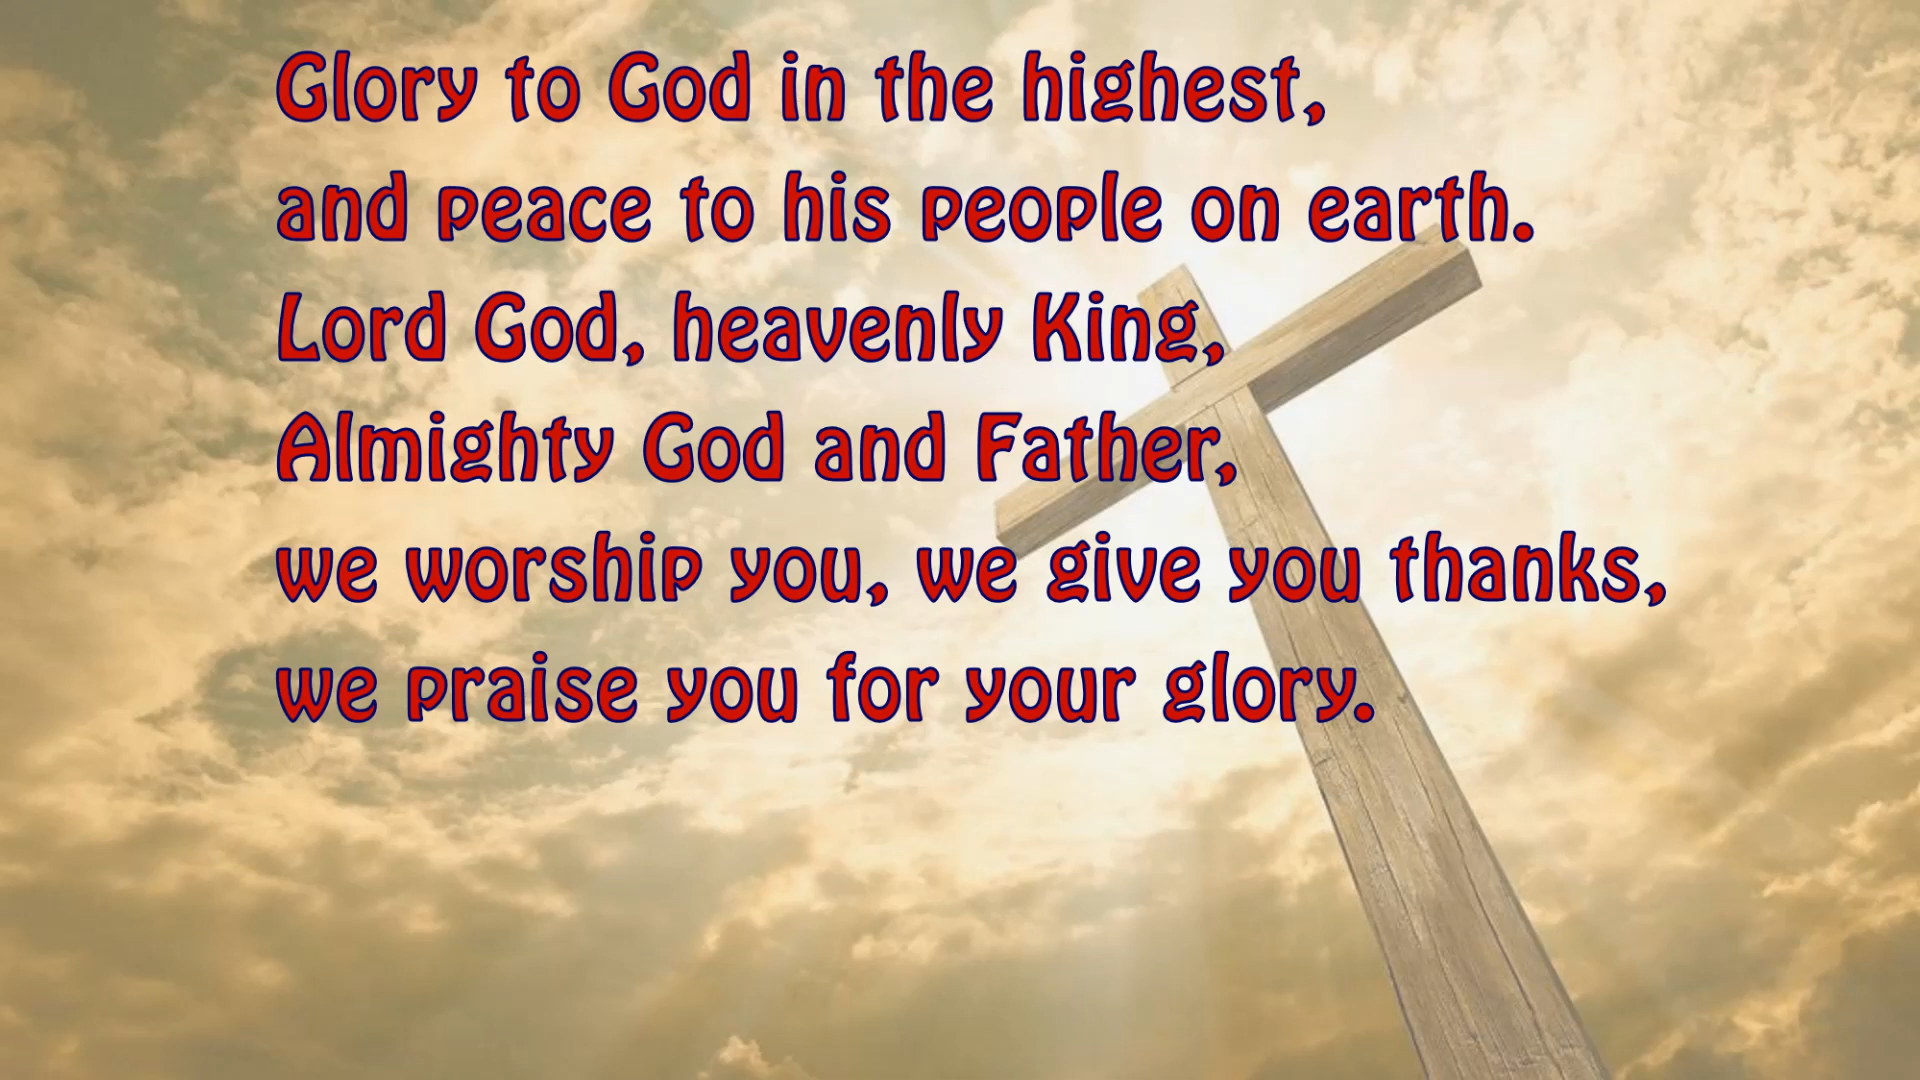 Glory to God in the highest,
and peace to his people on earth.
Lord God, heavenly King,
Almighty God and Father,
we worship you, we give you thanks,
we praise you for your glory.